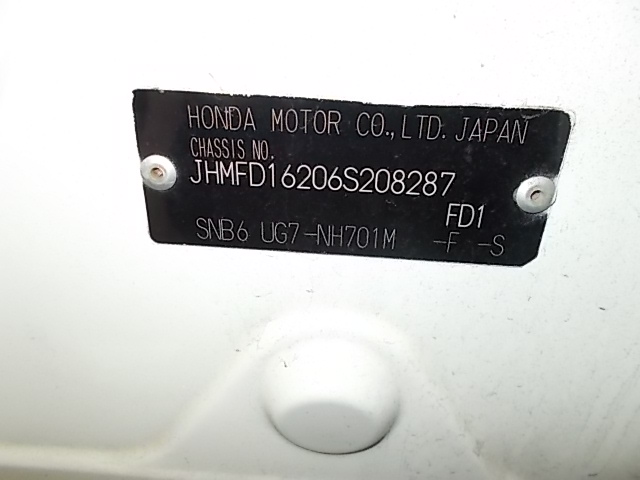 HONDA MOTOR CO.,LTD. JAPAN
CHASSIS NO.
JHMFD16206S208287
FD1
SNB6 UG7-NH701M -F -S